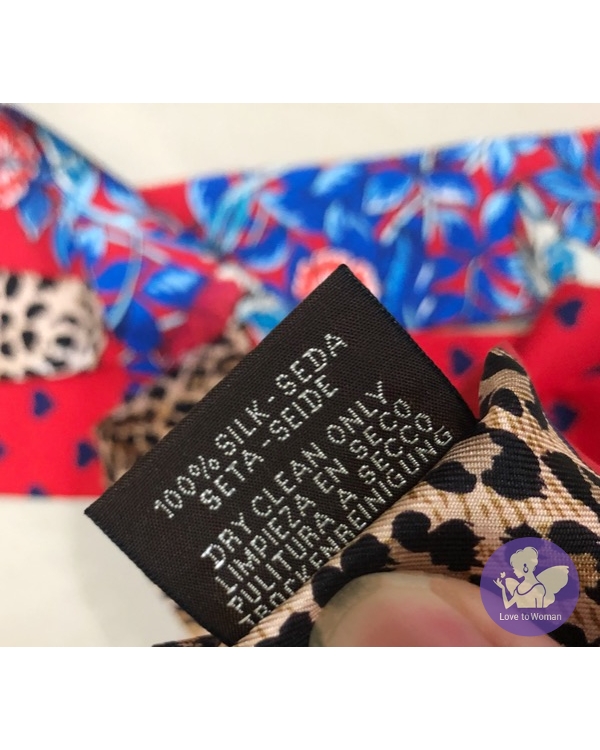 100% SILK - SEDA
SETA - SEIDE
DRY CLEAN ONLY
LIMPIEZA EN SECO
PULITURA A SECCO
TROCKENREINIGUNG
Love to Woman